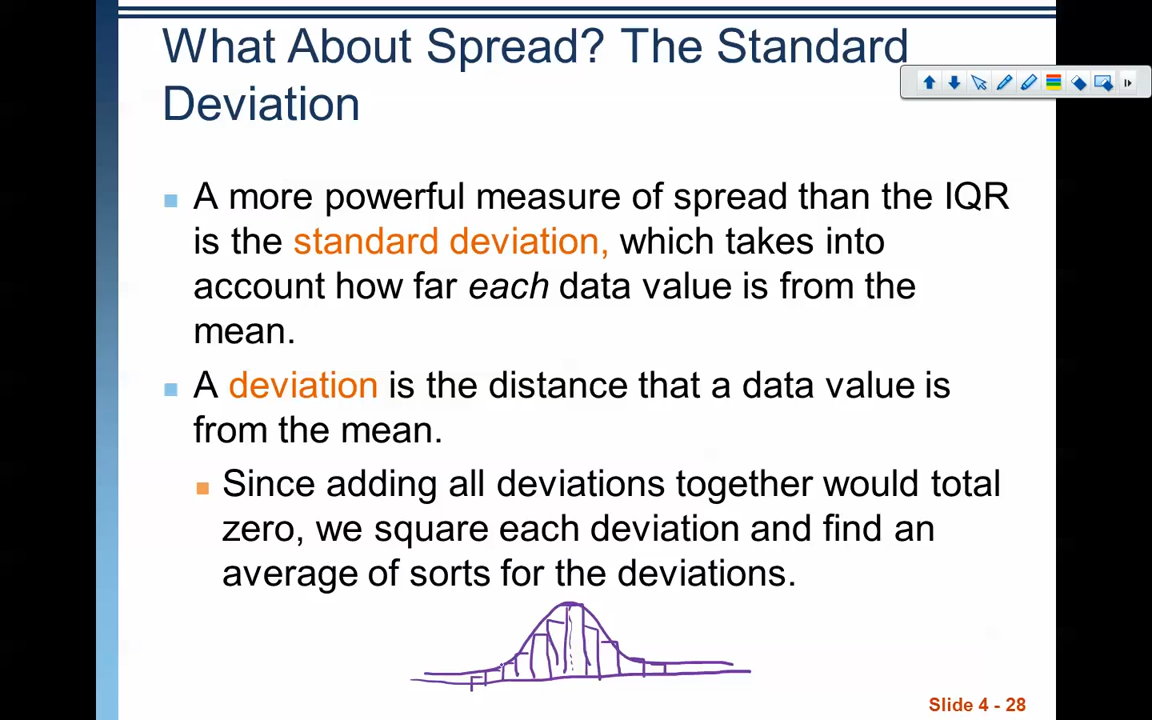 What About Spread? The Standard
Deviation
A more powerful measure of spread than the IQR
is the standard deviation, which takes into
account how far each data value is from the
mean.
A deviation is the distance that a data value is
from the mean.
Since adding all deviations together would total
zero, we square each deviation and find an
average of sorts for the deviations.
Slide 4 - 28